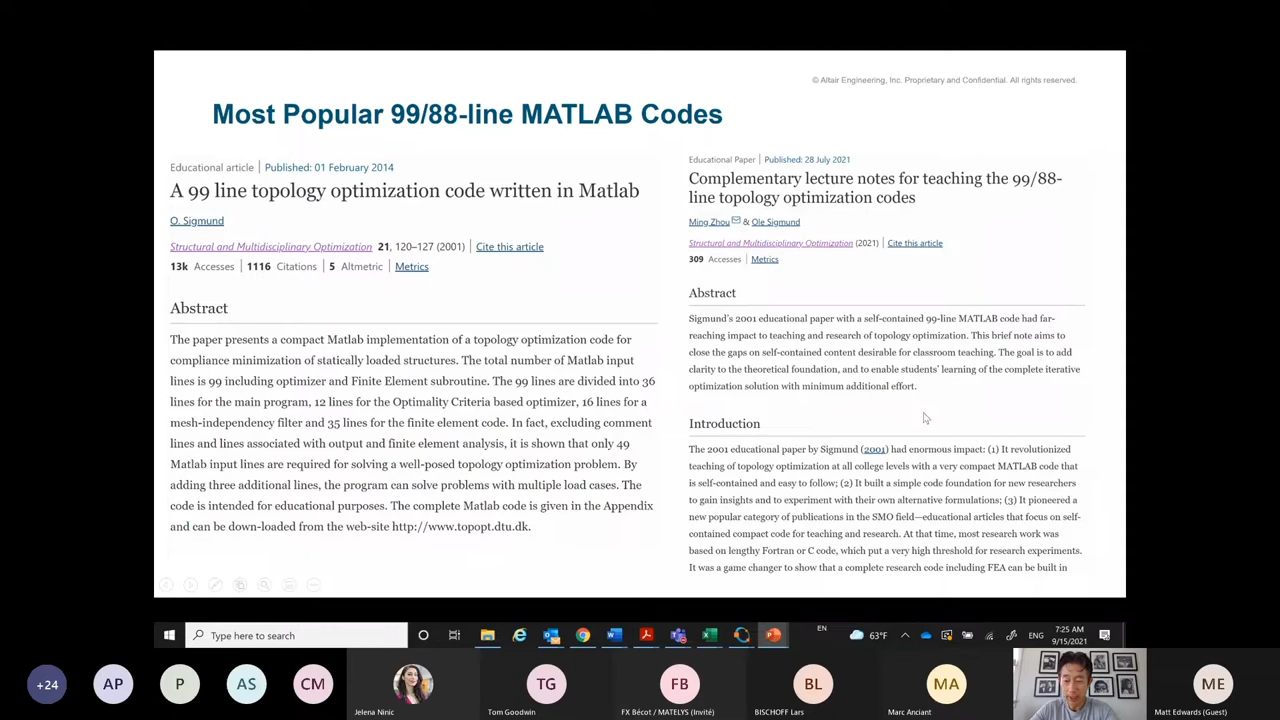 © Altair Engineering, Inc. Proprietary and Confidential. All rights reserved.
Most Popular 99/88-line MATLAB Codes
Educational article | Published: 01 February 2014
A 99 line topology optimization code written in Matlab
O. Sigmund
Structural and Multidisciplinary Optimization 21, 120–127 (2001) | Cite this article
13k Accesses | 1116 Citations | 5 Altmetric | Metrics
Abstract
The paper presents a compact Matlab implementation of a topology optimization code for
compliance minimization of statically loaded structures. The total number of Matlab input
lines is 99 including optimizer and Finite Element subroutine. The 99 lines are divided into 36
lines for the main program, 12 lines for the Optimality Criteria based optimizer, 16 lines for a
mesh-independency filter and 35 lines for the finite element code. In fact, excluding comment
lines and lines associated with output and finite element analysis, it is shown that only 49
Matlab input lines are required for solving a well-posed topology optimization problem. By
adding three additional lines, the program can solve problems with multiple load cases. The
code is intended for educational purposes. The complete Matlab code is given in the Appendix
and can be down-loaded from the web-site http://www.topopt.dtu.dk.
Educational Paper | Published: 28 July 2021
Complementary lecture notes for teaching the 99/88-
line topology optimization codes
Ming Zhou & Ole Sigmund
Structural and Multidisciplinary Optimization (2021) | Cite this article
309 Accesses | Metrics
Abstract
Sigmund's 2001 educational paper with a self-contained 99-line MATLAB code had far-
reaching impact to teaching and research of topology optimization. This brief note aims to
close the gaps on self-contained content desirable for classroom teaching. The goal is to add
clarity to the theoretical foundation, and to enable students' learning of the complete iterative
optimization solution with minimum additional effort.
Introduction
The 2001 educational paper by Sigmund (2001) had enormous impact: (1) It revolutionized
teaching of topology optimization at all college levels with a very compact MATLAB code that
is self-contained and easy to follow; (2) It built a simple code foundation for new researchers
to gain insights and to experiment with their own alternative formulations; (3) It pioneered a
new popular category of publications in the SMO field—educational articles that focus on self-
contained compact code for teaching and research. At that time, most research work was
based on lengthy Fortran or C code, which put a very high threshold for research experiments.
It was a game changer to show that a complete research code including FEA can be built in
Type here to search
EN
63°F
ENG
7:25 AM
9/15/2021
+24
AP
P
AS
CM
Jelena Ninic
TG
Tom Goodwin
FB
FX Bécot / MATELYS (Invité)
BL
BISCHOFF Lars
MA
Marc Anciant
ME
Matt Edwards (Guest)